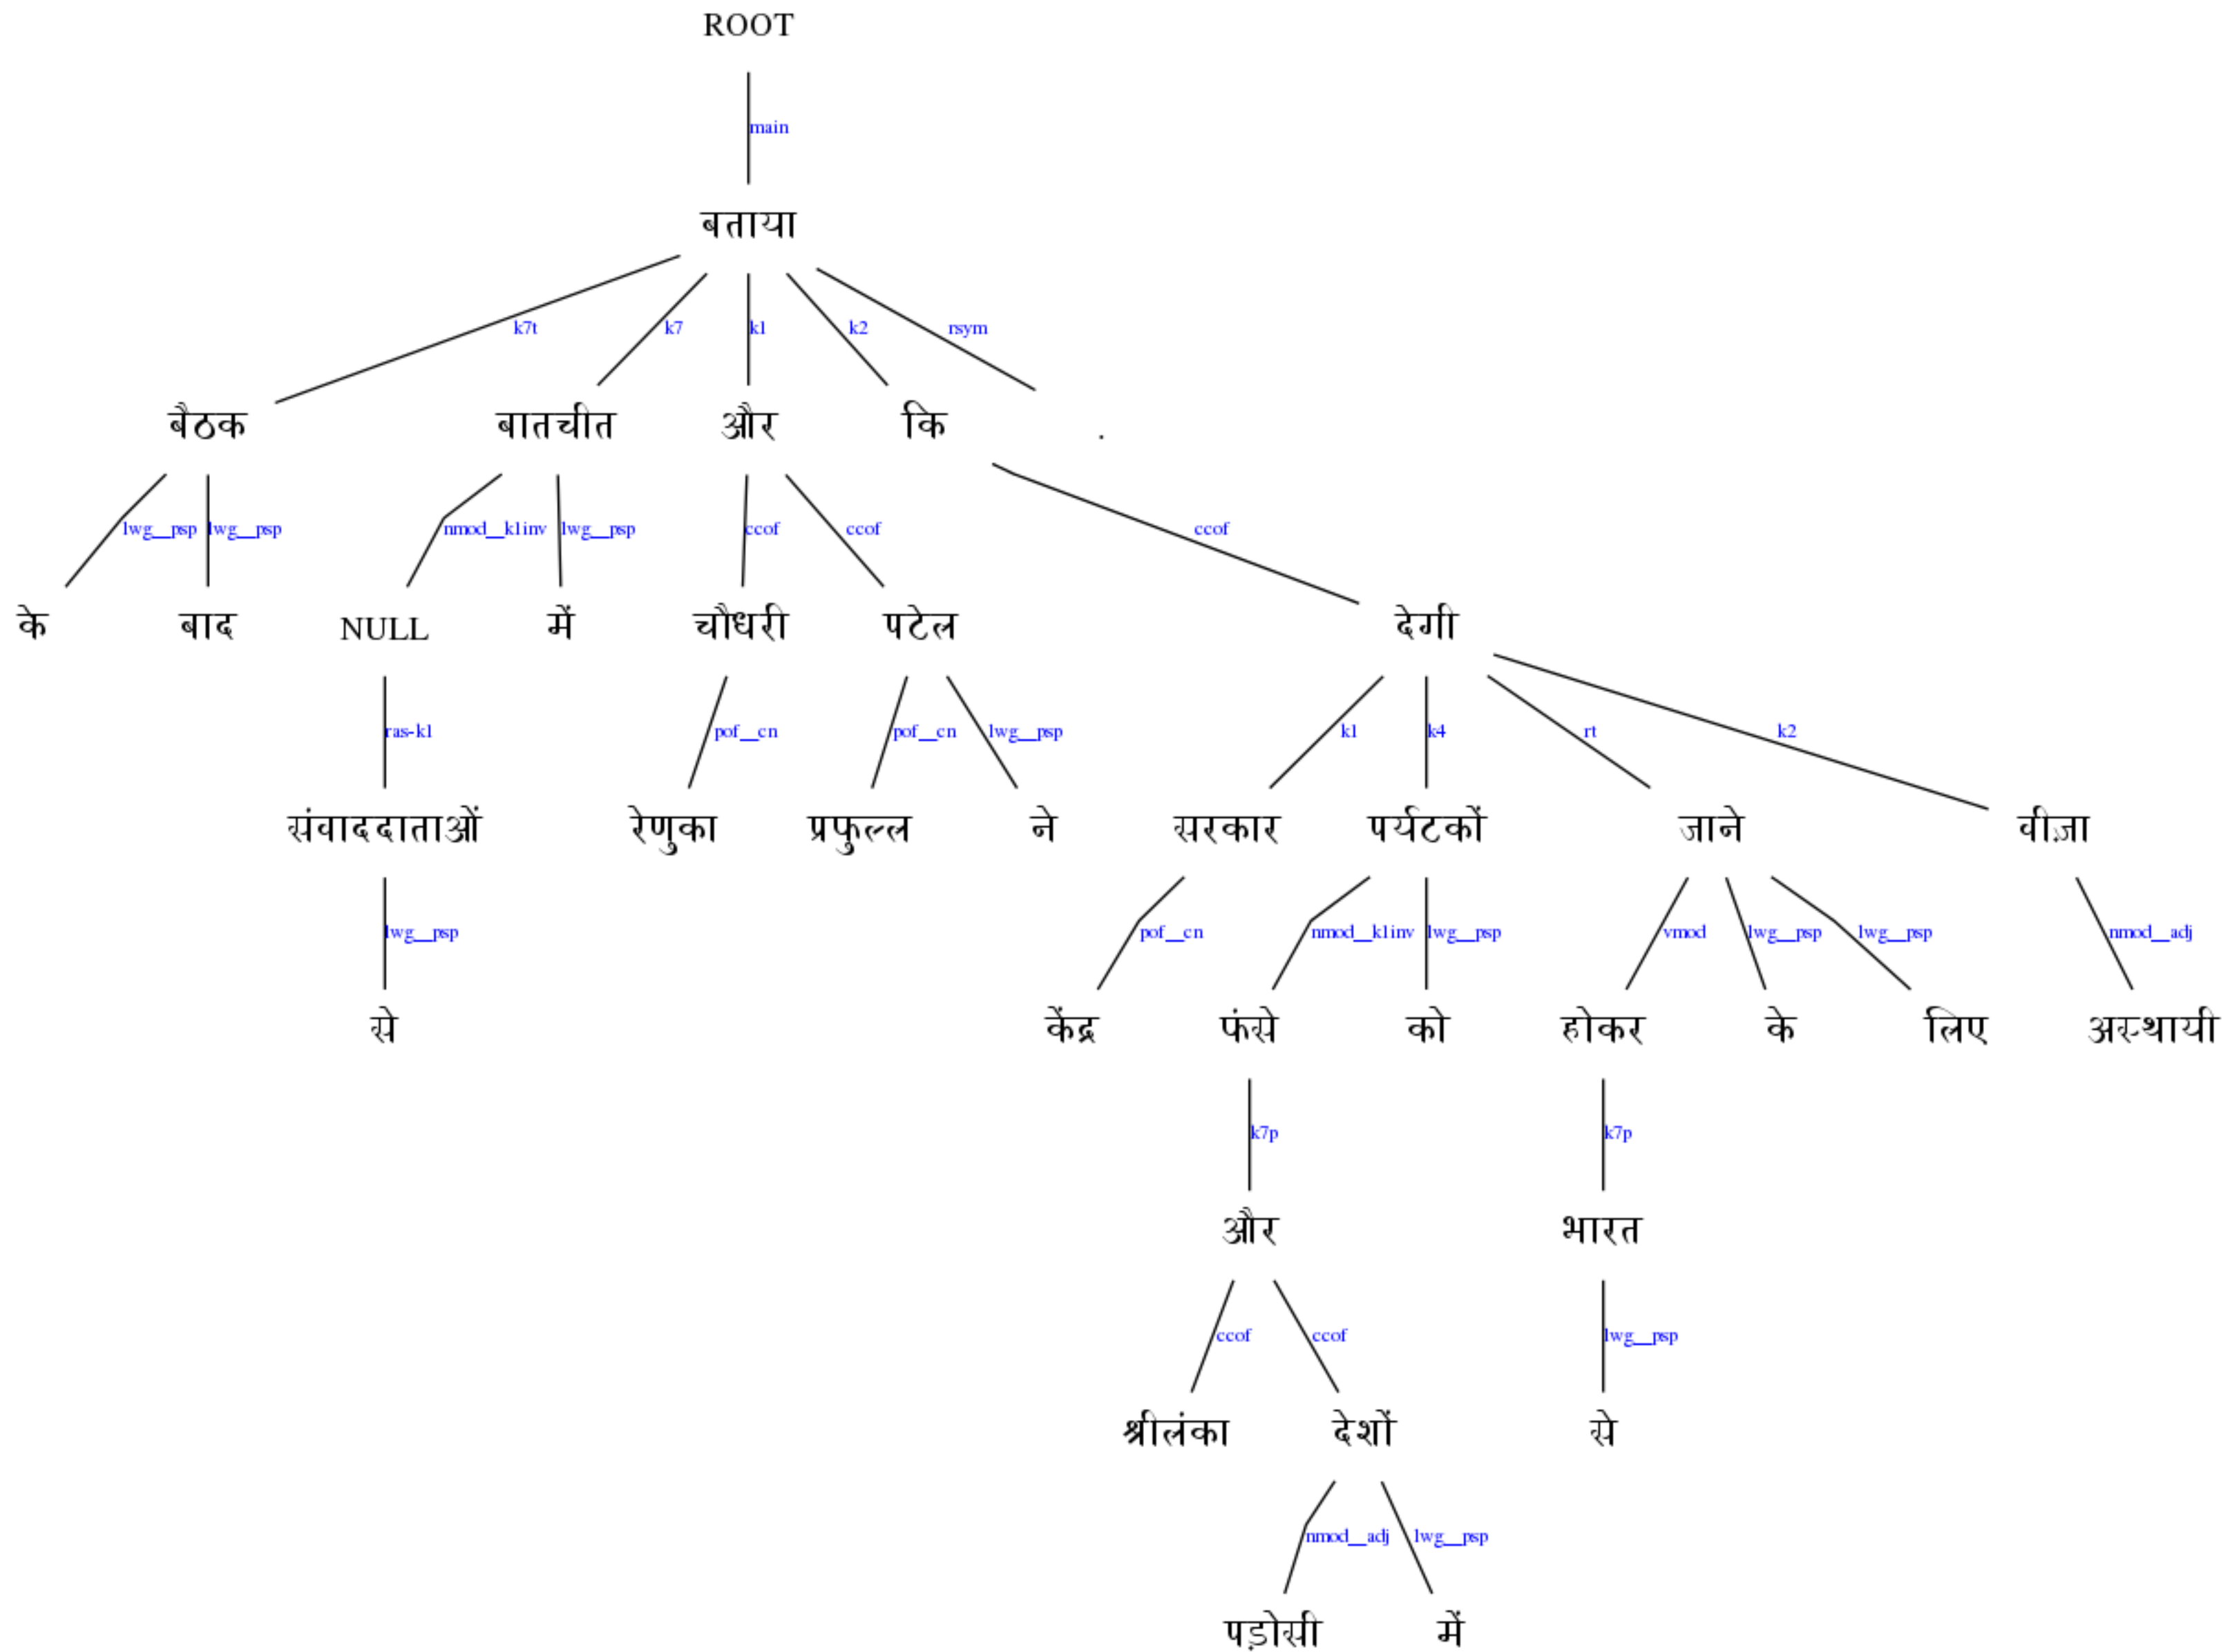 ROOT
main
बताया
k7t k7 k1 k2 rsym
बैठक बातचीत और कि .
lwg__psp lwg__psp nmod__k1inv lwg__psp ccof ccof ccof
के बाद NULL में चौधरी पटेल देगी
ras-k1 pof__cn pof__cn lwg__psp k1 k4 rt k2
संवाददाताओं रेणुका प्रफुल्ल ने सरकार पर्यटकों जाने वीज़ा
lwg__psp pof__cn nmod__k1inv lwg__psp vmod lwg__psp lwg__psp nmod__adj
से केंद्र फंसे को होकर के लिए अस्थायी
k7p k7p
और भारत
ccof ccof lwg__psp
श्रीलंका देशों से
nmod__adj lwg__psp
पड़ोसी में